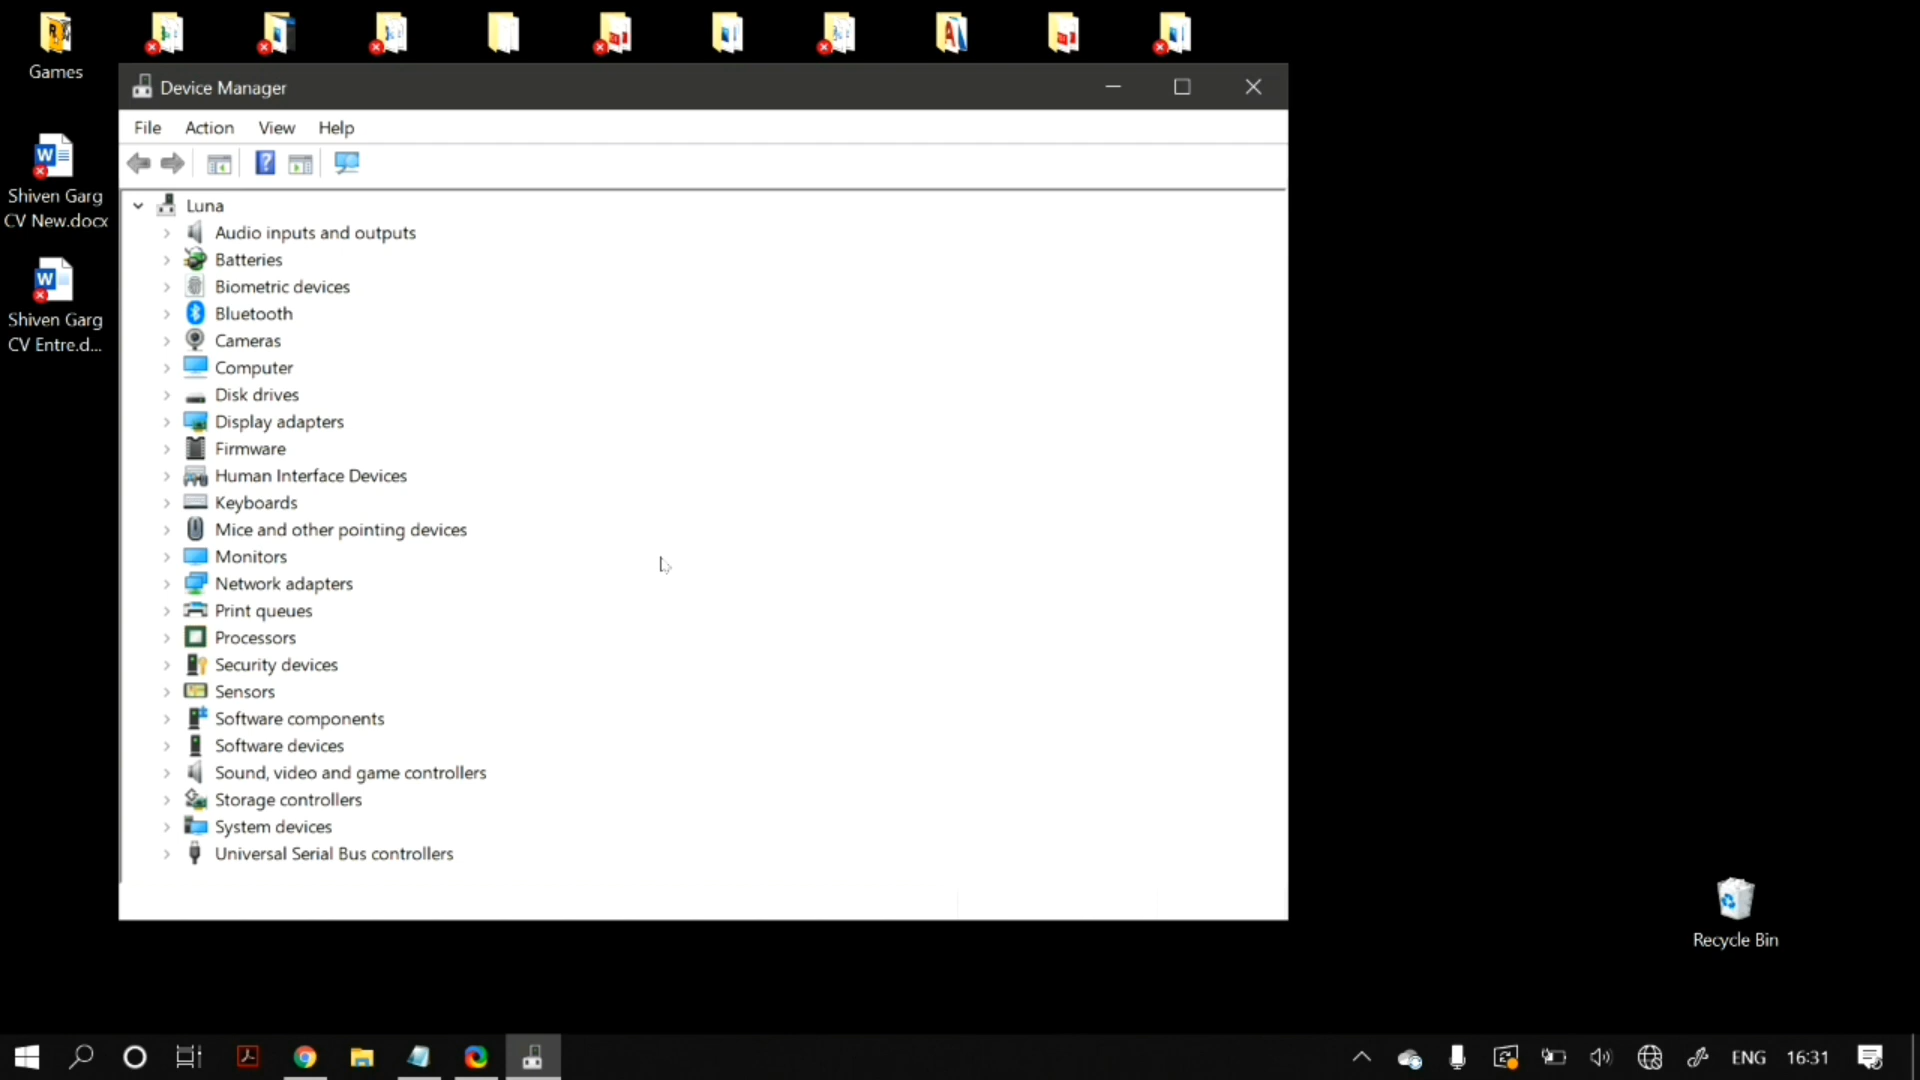 Games
Shiven Garg
CV New.docx
Shiven Garg
CV Entre.d...
Device Manager
File Action View Help
Luna
Audio inputs and outputs
Batteries
Biometric devices
Bluetooth
Cameras
Computer
Disk drives
Display adapters
Firmware
Human Interface Devices
Keyboards
Mice and other pointing devices
Monitors
Network adapters
Print queues
Processors
Security devices
Sensors
Software components
Software devices
Sound, video and game controllers
Storage controllers
System devices
Universal Serial Bus controllers
Recycle Bin
ENG 16:31